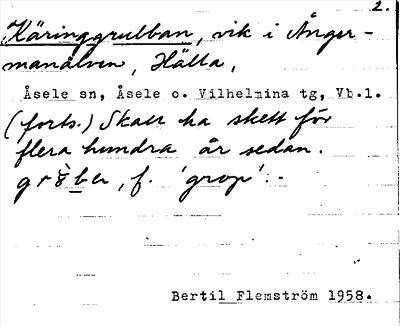 2.
Käringgrubban, vik i Ånger-
manälven, Hälla,
Åsele sn, Åsele o. Vilhelmina tg, Vb.1.
(forts.) Skall ha skett för
flera hundra år sedan.
f. 'grop'.-
Bertil Flemström 1958.